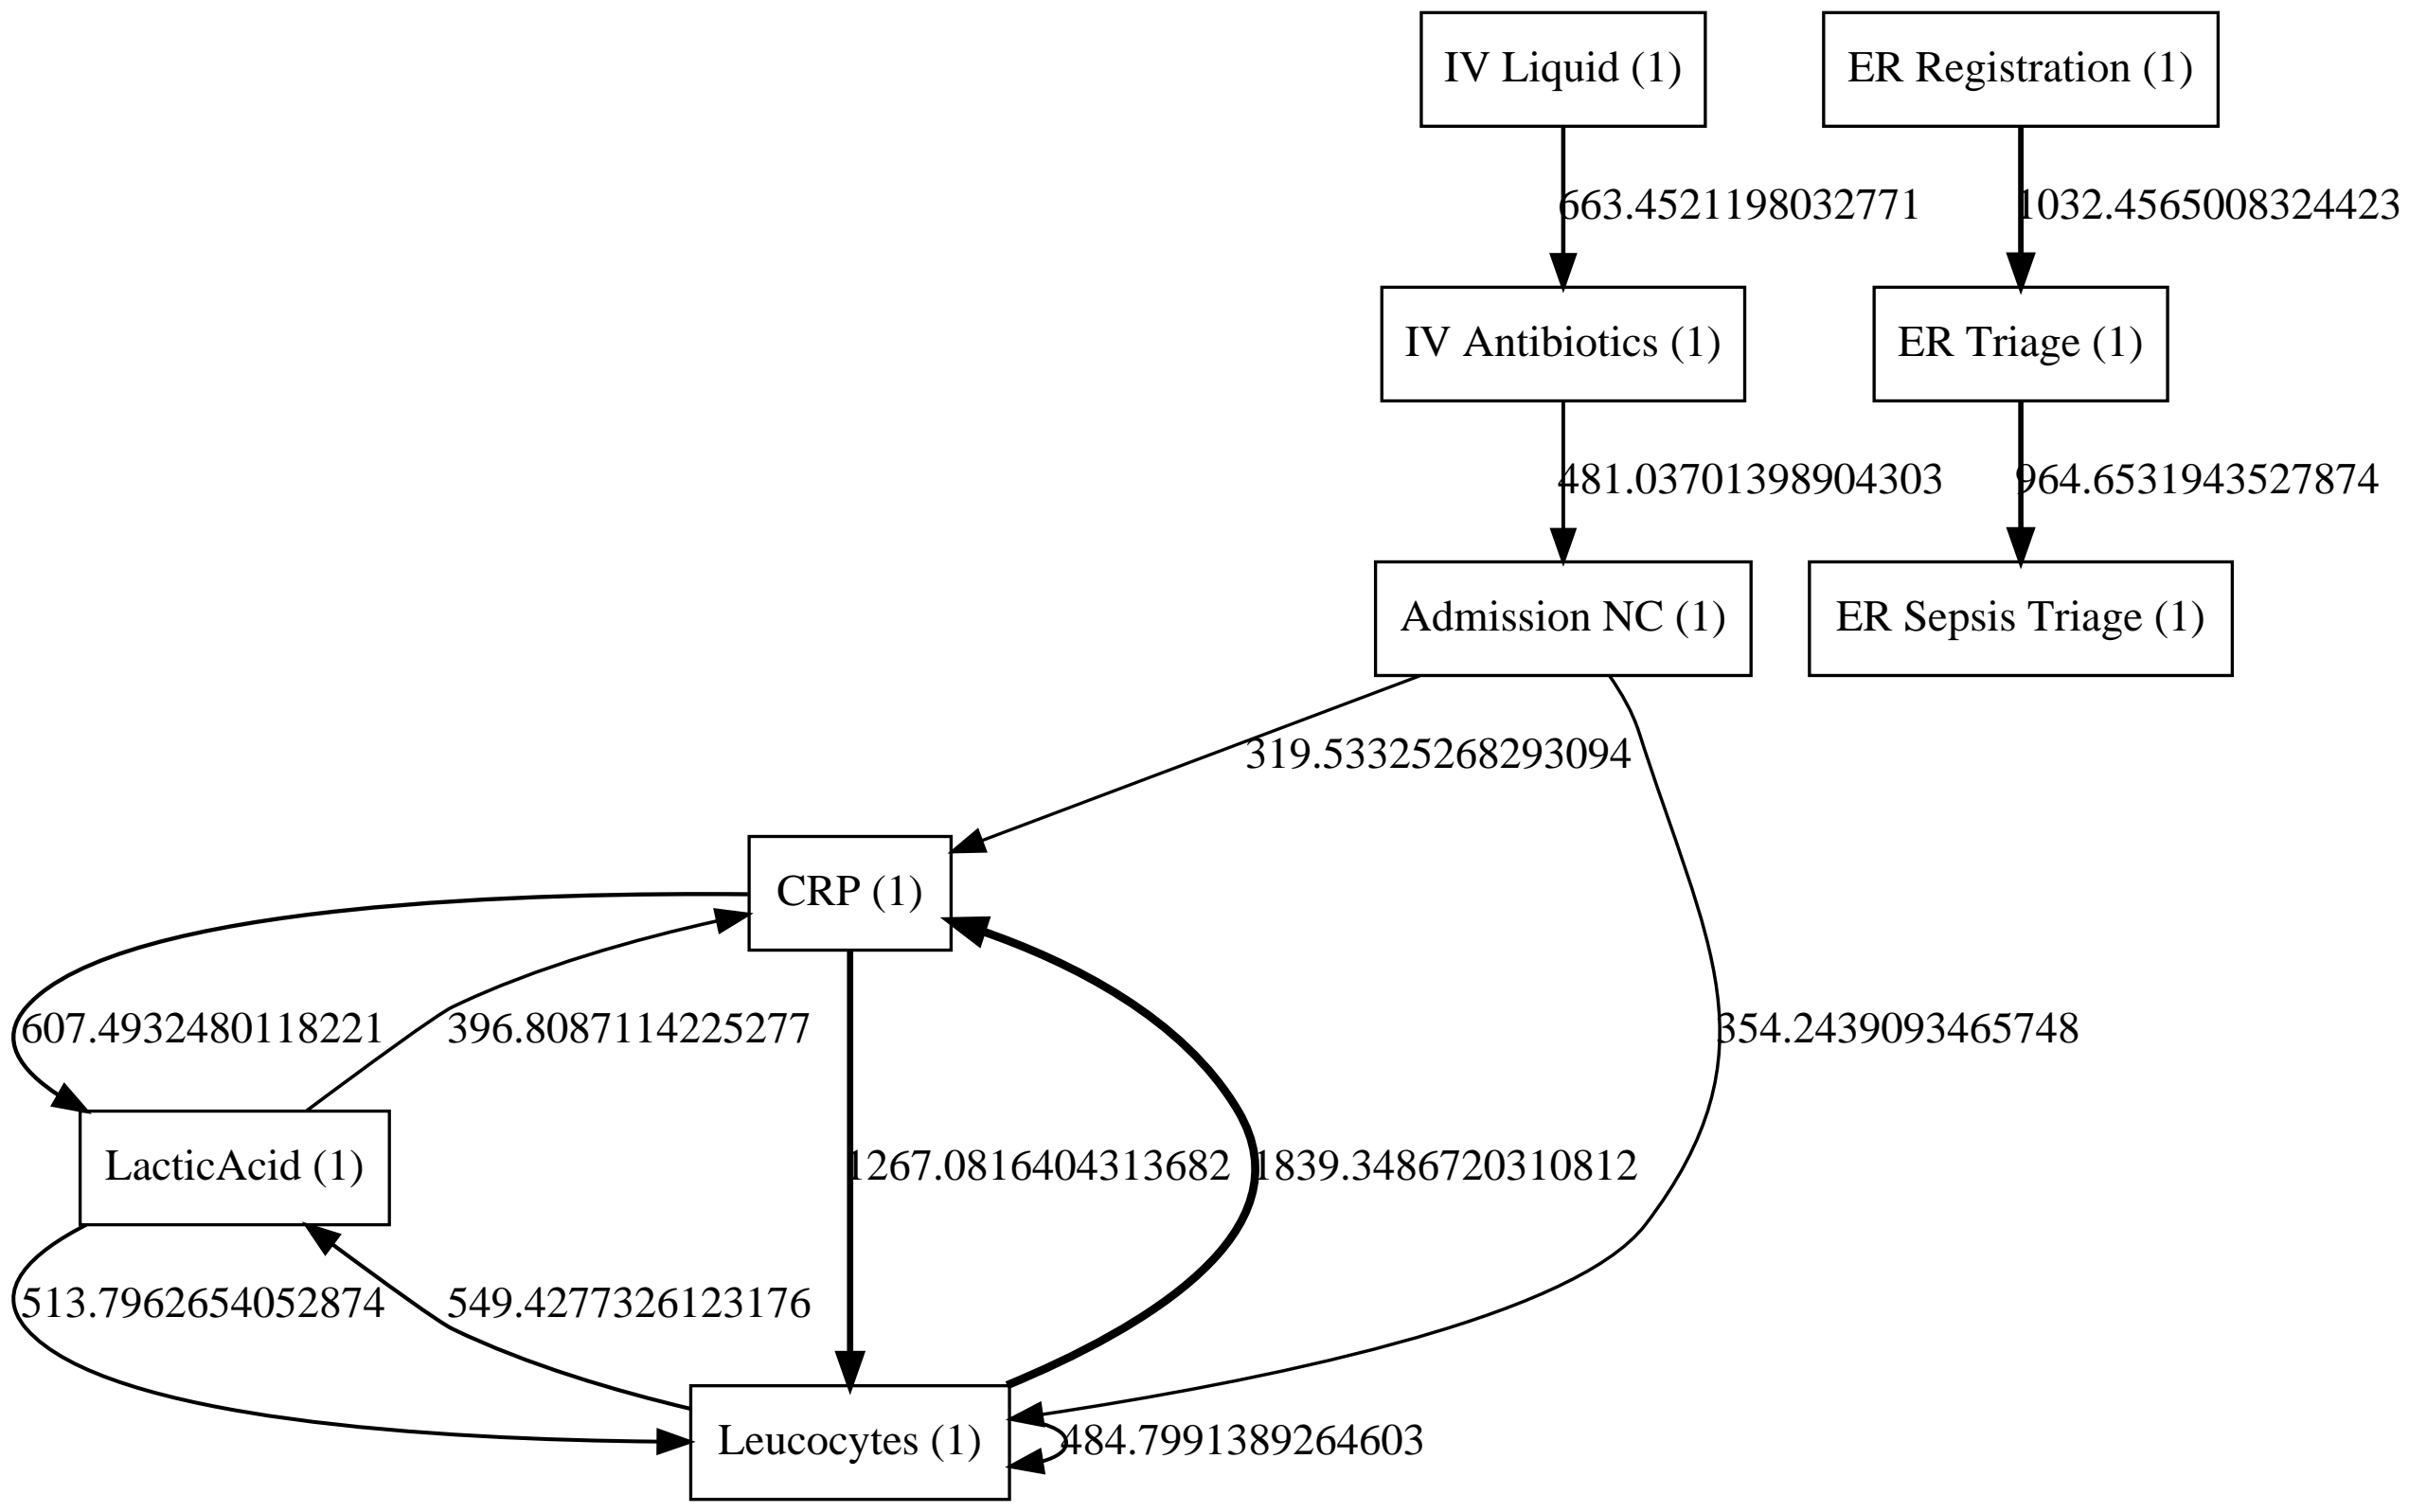 IV Liquid (1)
ER Registration (1)
663.4521198032771
1032.4565008324423
IV Antibiotics (1)
ER Triage (1)
481.03701398904303
964.6531943527874
Admission NC (1)
ER Sepsis Triage (1)
319.53325268293094
CRP (1)
607.4932480118221
396.8087114225277
354.2439093465748
LacticAcid (1)
1267.0816404313682
1839.3486720310812
513.7962654052874
549.4277326123176
Leucocytes (1)
484.7991389264603